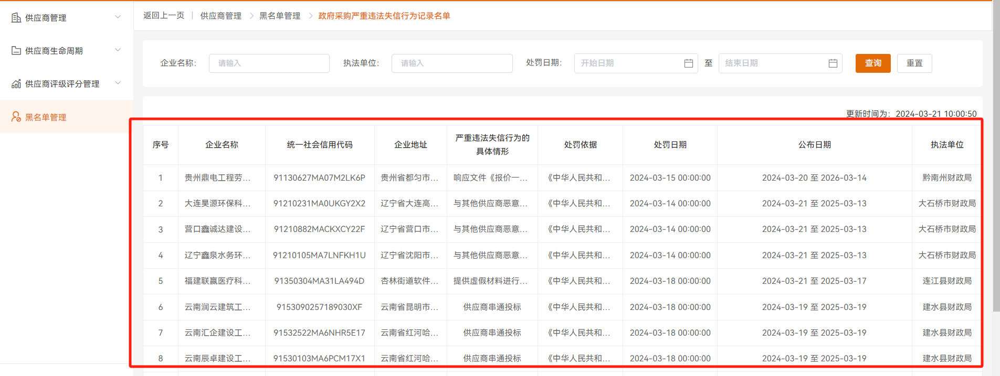 供应商管理
供应商生命周期
供应商评级评分管理
黑名单管理
返回上一页 | 供应商管理 > 黑名单管理 > 政府采购严重违法失信行为记录名单
企业名称: 请输入 执法单位: 请输入 处罚日期: 开始日期 至 结束日期 查询 重置
更新时间为: 2024-03-21 10:00:50
序号 企业名称 统一社会信用代码 企业地址 严重违法失信行为的具体情形 处罚依据 处罚日期 公布日期 执法单位
1 贵州鼎电工程劳... 91130627MA07M2LK6P 贵州省都匀市... 响应文件《报价一... 《中华人民共和... 2024-03-15 00:00:00 2024-03-20 至 2026-03-14 黔南州财政局
2 大连昊源环保科... 91210231MA0UKGY2X2 辽宁省大连高... 与其他供应商恶意... 《中华人民共和... 2024-03-14 00:00:00 2024-03-21 至 2025-03-13 大石桥市财政局
3 营口鑫诚达建设... 91210882MACKXCY22F 辽宁省营口市... 与其他供应商恶意... 《中华人民共和... 2024-03-14 00:00:00 2024-03-21 至 2025-03-13 大石桥市财政局
4 辽宁鑫泉水务环... 91210105MA7LNFKH1U 辽宁省沈阳市... 与其他供应商恶意... 《中华人民共和... 2024-03-14 00:00:00 2024-03-21 至 2025-03-13 大石桥市财政局
5 福建联赢医疗科... 91350304MA31LA494D 杏林街道软件... 提供虚假材料进行... 《中华人民共和... 2024-03-18 00:00:00 2024-03-21 至 2025-03-17 连江县财政局
6 云南润云建筑工... 9153090257189030XF 云南省昆明市... 供应商串通投标 《中华人民共和... 2024-03-18 00:00:00 2024-03-19 至 2025-03-19 建水县财政局
7 云南汇企建设工... 91532522MA6NHR5E17 云南省红河哈... 供应商串通投标 《中华人民共和... 2024-03-18 00:00:00 2024-03-19 至 2025-03-19 建水县财政局
8 云南辰卓建设工... 91530103MA6PCM17X1 云南省红河哈... 供应商串通投标 《中华人民共和... 2024-03-18 00:00:00 2024-03-19 至 2025-03-19 建水县财政局